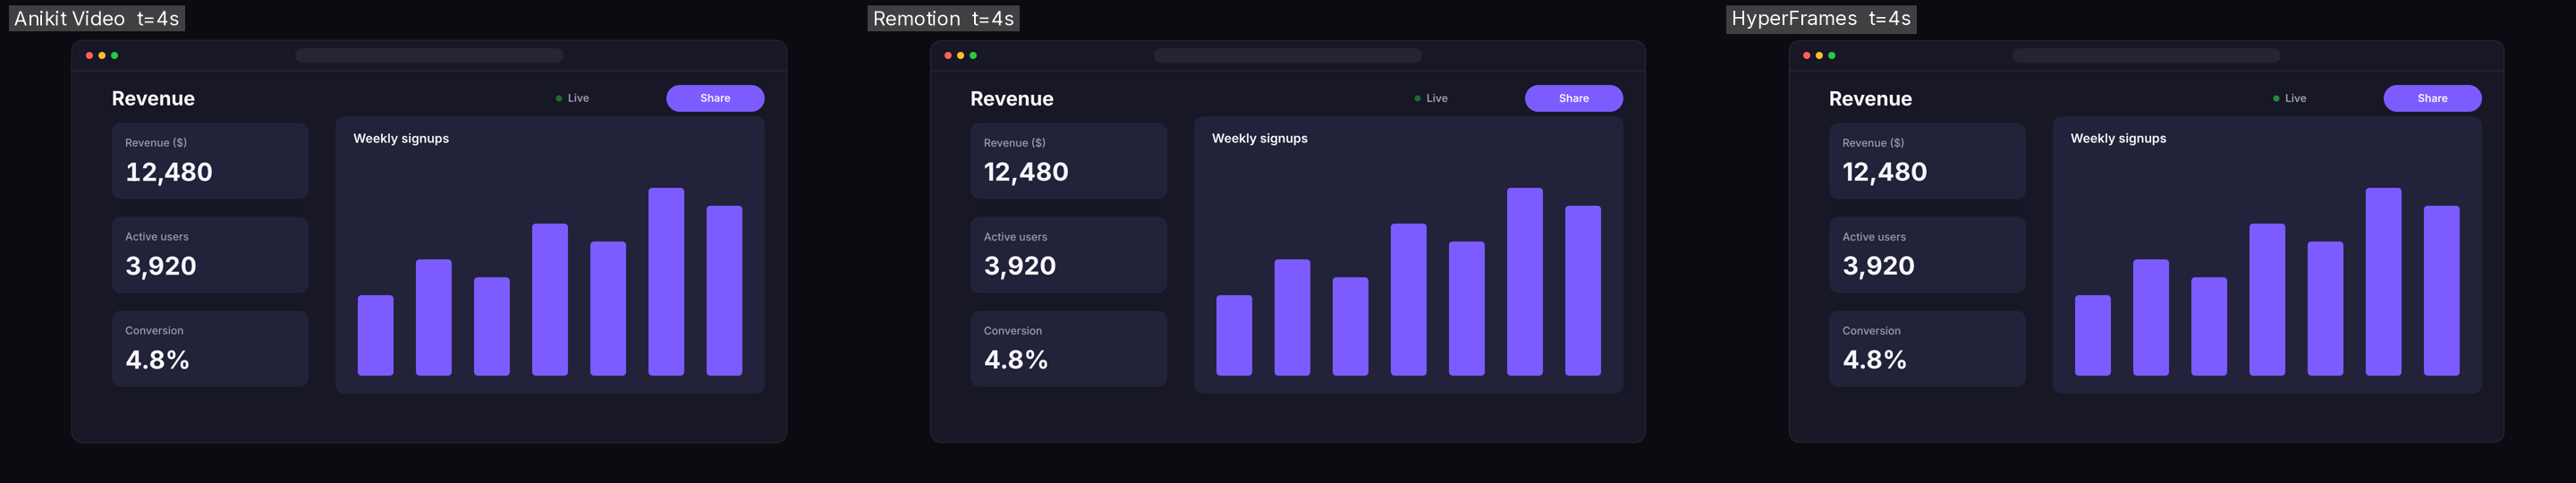 Anikit Video t=4s
Revenue
Live
Share
Revenue ($)
12,480
Active users
3,920
Conversion
4.8%
Weekly signups
Remotion t=4s
Revenue
Live
Share
Revenue ($)
12,480
Active users
3,920
Conversion
4.8%
Weekly signups
HyperFrames t=4s
Revenue
Live
Share
Revenue ($)
12,480
Active users
3,920
Conversion
4.8%
Weekly signups